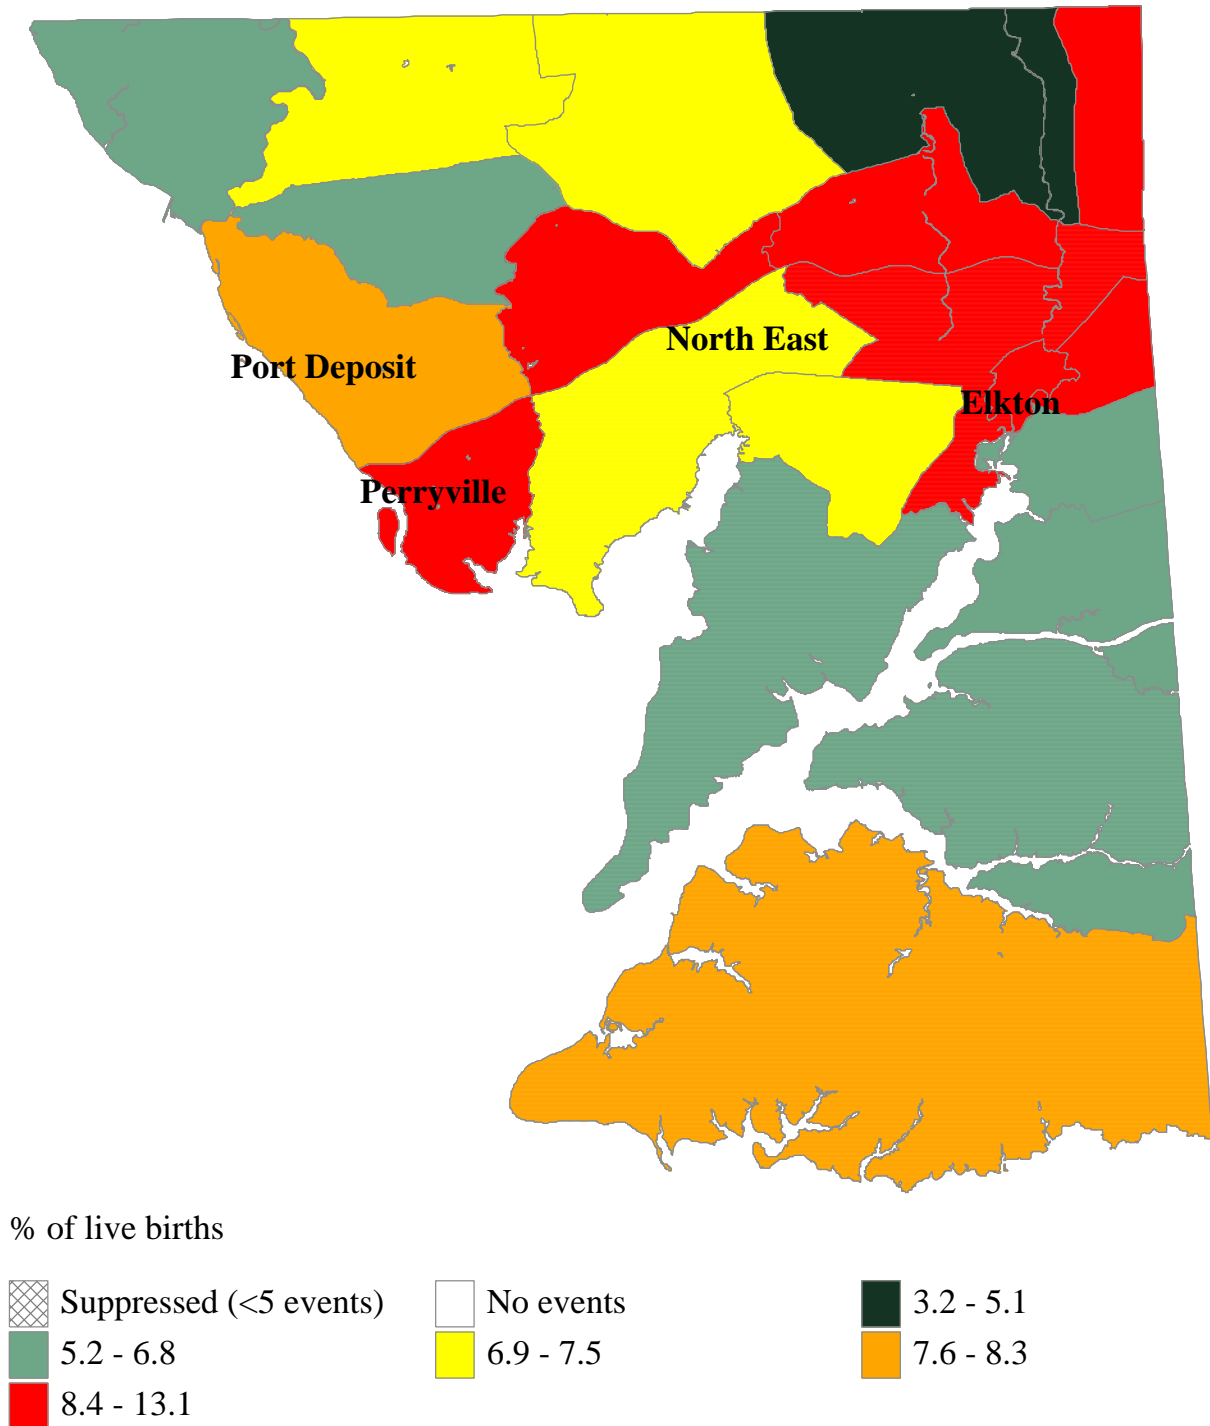 North East
Port Deposit
Elkton
Perryville
% of live births
Suppressed (<5 events)
No events
3.2 - 5.1
5.2 - 6.8
6.9 - 7.5
7.6 - 8.3
8.4 - 13.1